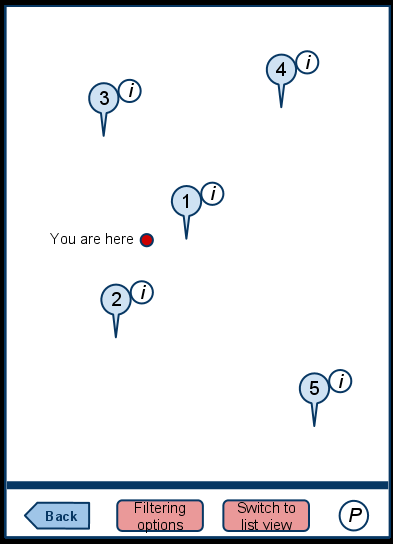 4 i
3 i
1 i
You are here
2 i
5 i
Back
Filtering
options
Switch to
list view
P